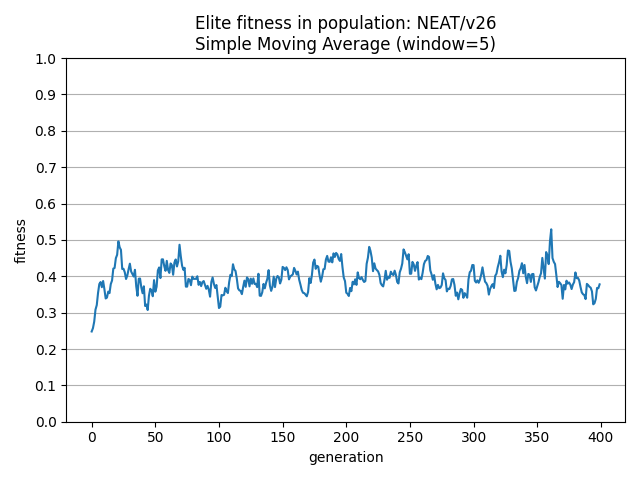 Elite fitness in population: NEAT/v26
Simple Moving Average (window=5)
1.0
0.9
0.8
0.7
0.6
0.5
0.4
0.3
0.2
0.1
0.0
fitness
0 50 100 150 200 250 300 350 400
generation